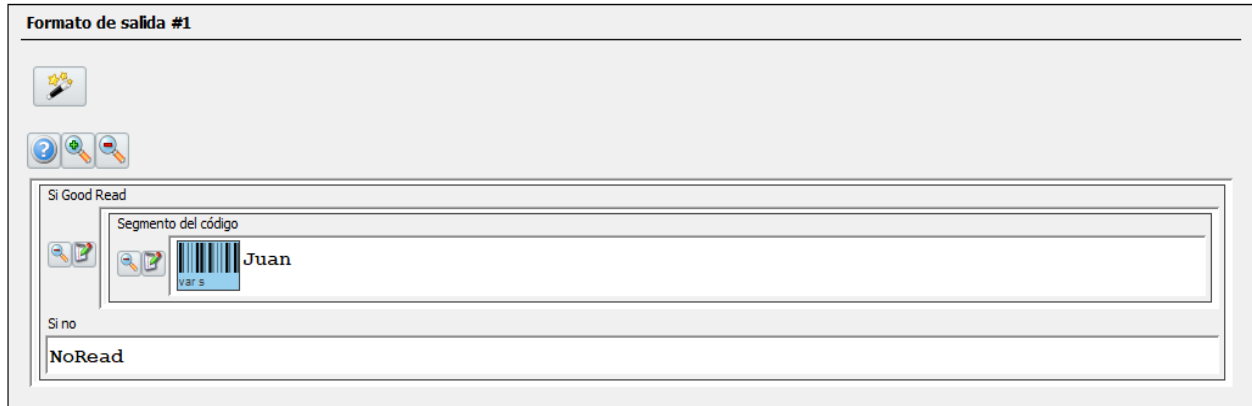 Formato de salida #1
Si Good Read
Segmento del código
Juan
var s
Si no
NoRead